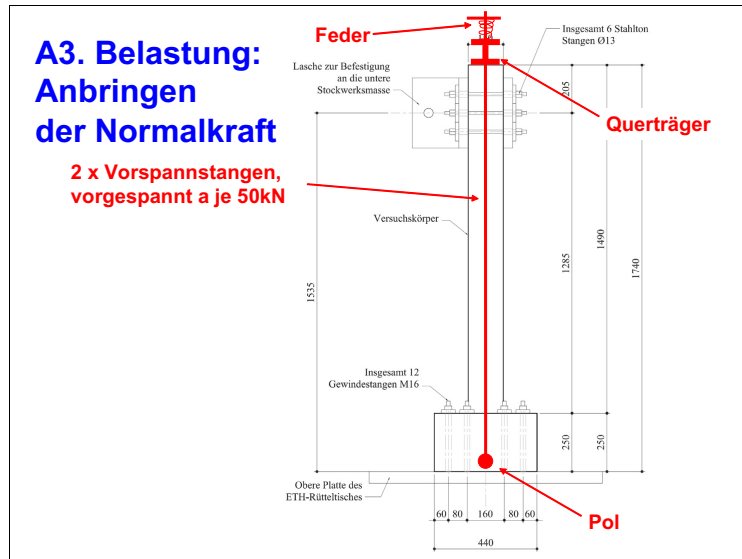 A3. Belastung:
Anbringen
der Normalkraft
2 x Vorspannstangen,
vorgespannt a je 50kN
Feder
Insgesamt 6 Stahlton
Stangen Ø13
Lasche zur Befestigung
an die untere
Stockwerksmasse
Querträger
Versuchskörper
205
1285
1490
1740
1535
Insgesamt 12
Gewindestangen M16
250
250
Obere Platte des
ETH-Rütteltisches
Pol
60 80 160 80 60
440